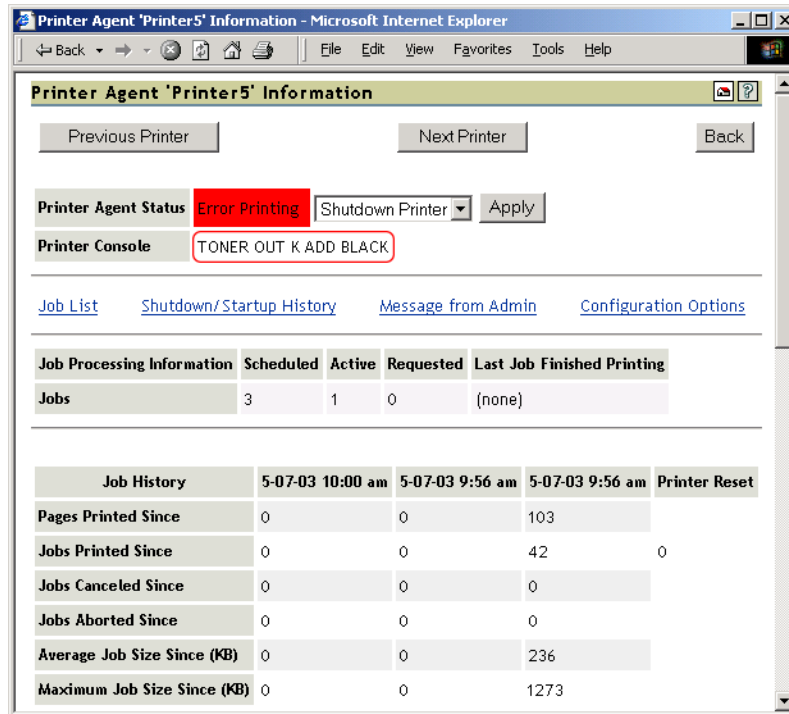 Printer Agent 'Printer5' Information - Microsoft Internet Explorer
Back File Edit View Favorites Tools Help
Printer Agent 'Printer5' Information ?
Previous Printer Next Printer Back
Printer Agent Status Error Printing Shutdown Printer Apply
Printer Console TONER OUT K ADD BLACK
Job List Shutdown/Startup History Message from Admin Configuration Options
Job Processing Information Scheduled Active Requested Last Job Finished Printing
Jobs 3 1 0 (none)
Job History 5-07-03 10:00 am 5-07-03 9:56 am 5-07-03 9:56 am Printer Reset
Pages Printed Since 0 0 103
Jobs Printed Since 0 0 42 0
Jobs Canceled Since 0 0 0
Jobs Aborted Since 0 0 0
Average Job Size Since (KB) 0 0 236
Maximum Job Size Since (KB) 0 0 1273